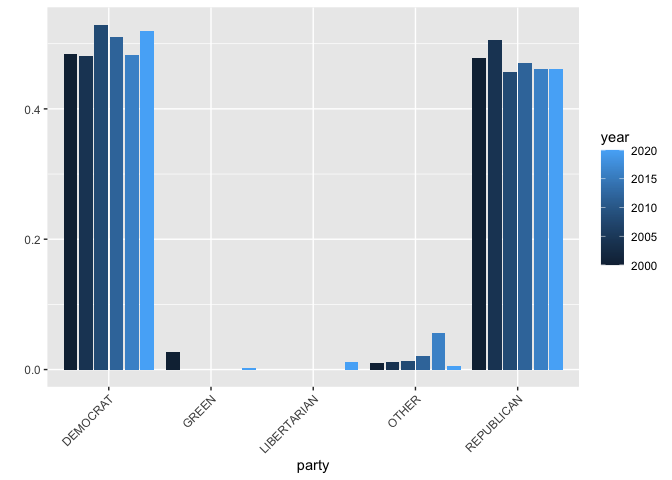 0.4
0.2
0.0
DEMOCRAT
GREEN
LIBERTARIAN
OTHER
REPUBLICAN
party
year
2020
2015
2010
2005
2000